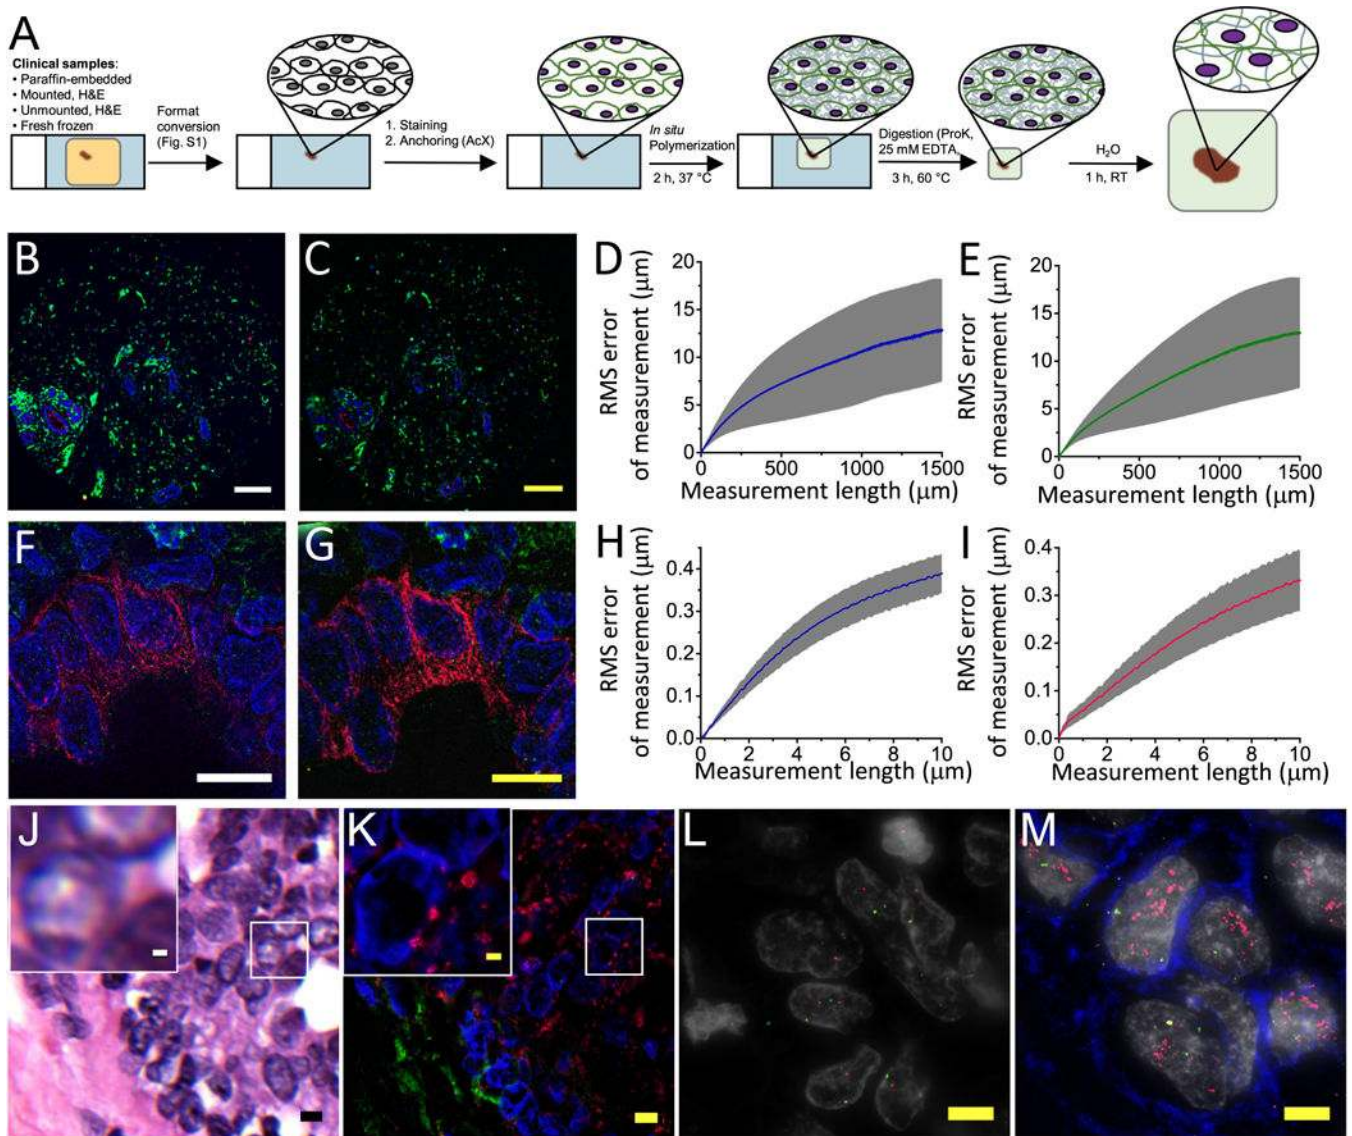 A
Clinical samples:
• Paraffin-embedded
• Mounted, H&E
• Unmounted, H&E
• Fresh frozen
Format
conversion
(Fig. S1)
1. Staining
2. Anchoring (AcX)
In situ
Polymerization
2 h, 37 °C
Digestion (ProK,
25 mM EDTA,
3 h, 60 °C
H₂O
1 h, RT
B
C
D
RMS error
of measurement (µm)
20
15
10
5
0
0 500 1000 1500
Measurement length (µm)
E
RMS error
of measurement (µm)
20
15
10
5
0
0 500 1000 1500
Measurement length (µm)
F
G
H
RMS error
of measurement (µm)
0.4
0.3
0.2
0.1
0.0
0 2 4 6 8 10
Measurement length (µm)
I
RMS error
of measurement (µm)
0.4
0.3
0.2
0.1
0.0
0 2 4 6 8 10
Measurement length (µm)
J
K
L
M